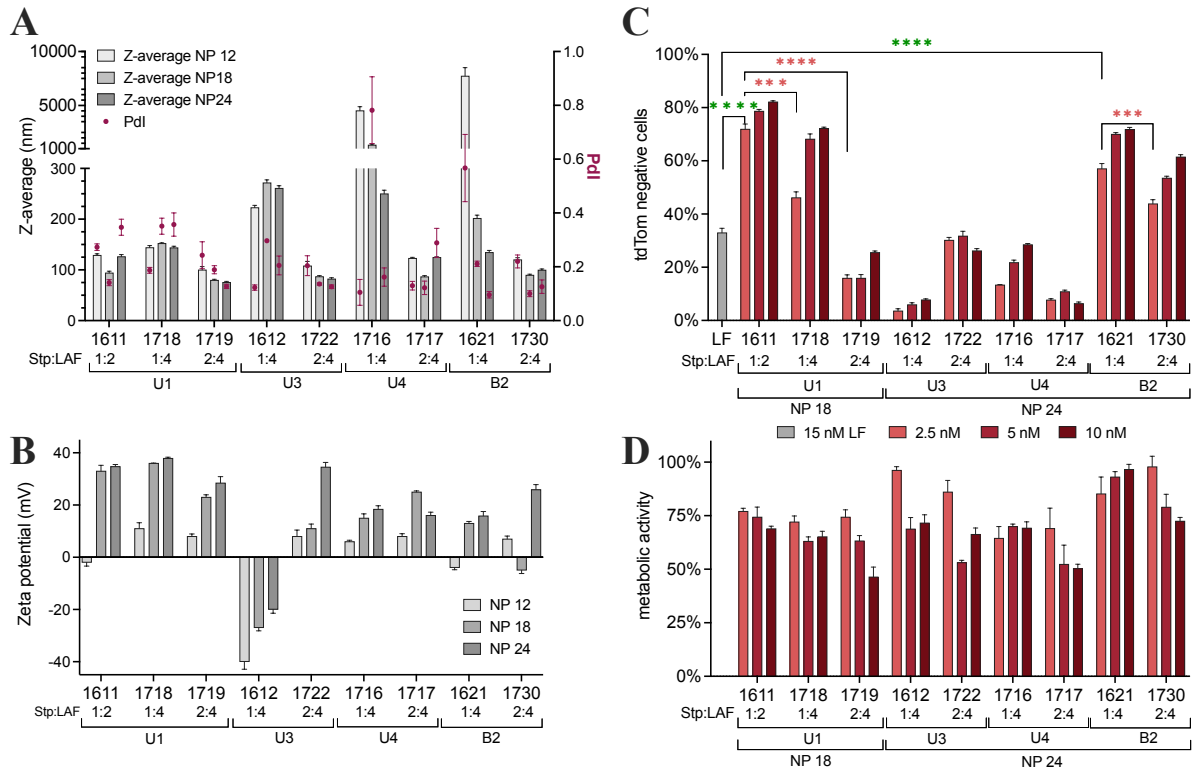 A
Z-average NP 12
Z-average NP18
Z-average NP24
PdI
10000
5000
1000
300
200
100
0
Z-average (nm)
1.0
0.8
0.6
0.4
0.2
0.0
PdI
1611 1718 1719 1612 1722 1716 1717 1621 1730
Stp:LAF 1:2 1:4 2:4 1:4 2:4 1:4 2:4 1:4 2:4
U1 U3 U4 B2
B
40
20
0
-20
-40
Zeta potential (mV)
NP 12
NP 18
NP 24
1611 1718 1719 1612 1722 1716 1717 1621 1730
Stp:LAF 1:2 1:4 2:4 1:4 2:4 1:4 2:4 1:4 2:4
U1 U3 U4 B2
C
100%
80%
60%
40%
20%
0%
tdTom negative cells
****
****
***
****
***
LF 1611 1718 1719 1612 1722 1716 1717 1621 1730
Stp:LAF 1:2 1:4 2:4 1:4 2:4 1:4 2:4 1:4 2:4
U1 U3 U4 B2
NP 18 NP 24
15 nM LF 2.5 nM 5 nM 10 nM
D
100%
75%
50%
25%
0%
metabolic activity
1611 1718 1719 1612 1722 1716 1717 1621 1730
Stp:LAF 1:2 1:4 2:4 1:4 2:4 1:4 2:4 1:4 2:4
U1 U3 U4 B2
NP 18 NP 24